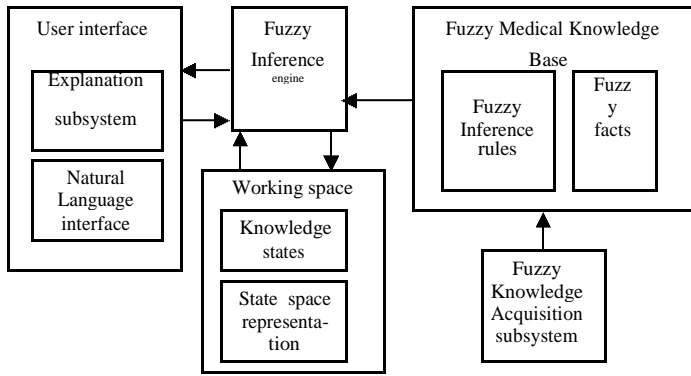 User interface
Explanation
subsystem
Natural
Language
interface
Fuzzy
Inference
engine
Working space
Knowledge
states
State space
representa-
tion
Fuzzy Medical Knowledge
Base
Fuzzy
Inference
rules
Fuzz
y
facts
Fuzzy
Knowledge
Acquisition
subsystem